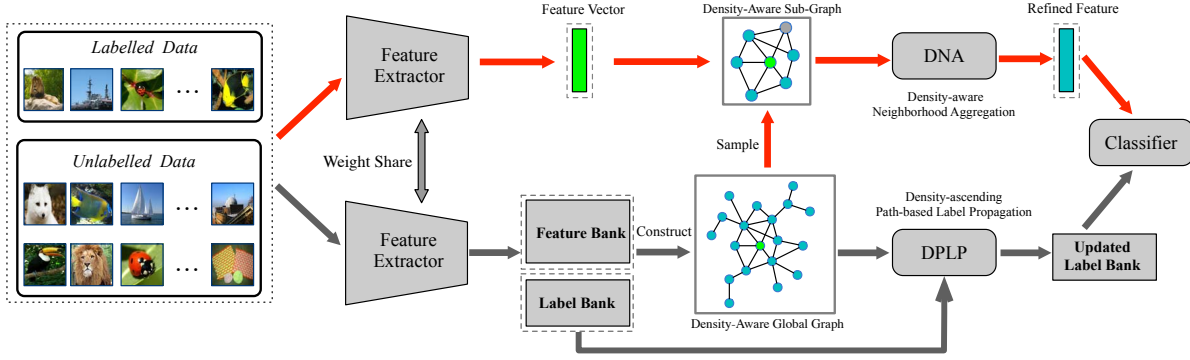 Labelled Data
...
Unlabelled Data
...
...
Feature
Extractor
Weight Share
Feature
Extractor
Feature Vector
Feature Bank
Label Bank
Construct
Density-Aware Sub-Graph
Sample
Density-Aware Global Graph
DNA
Density-aware
Neighborhood Aggregation
Density-ascending
Path-based Label Propagation
DPLP
Refined Feature
Classifier
Updated
Label Bank